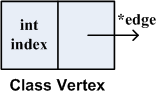 int
index
*edge
Class Vertex